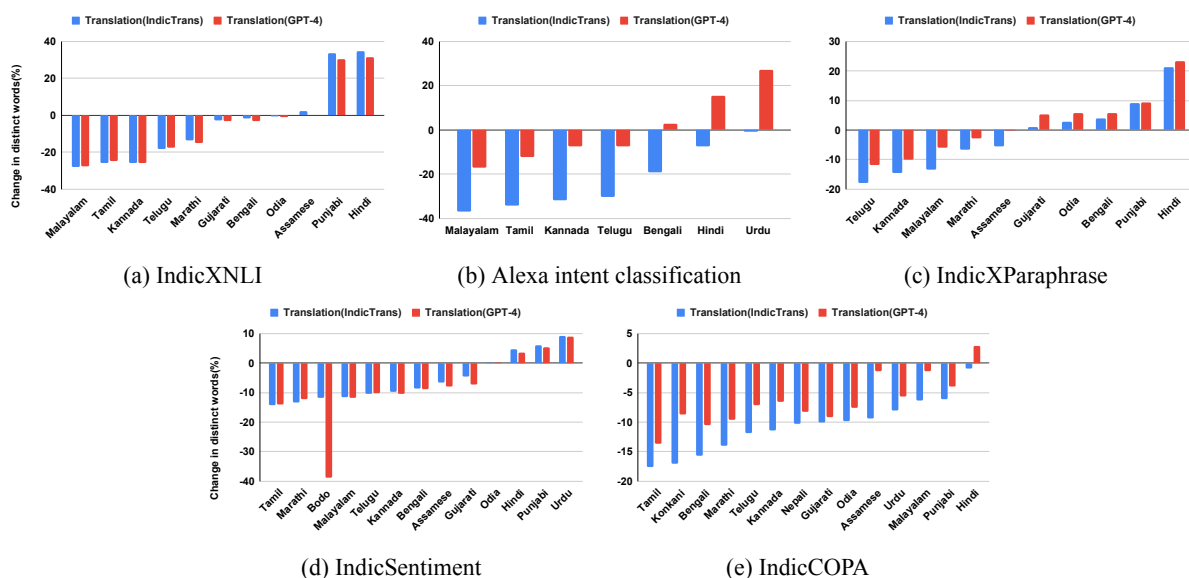 Translation(IndicTrans) Translation(GPT-4)
Change in distinct words(%)
40
20
0
-20
-40
Malayalam Tamil Kannada Telugu Marathi Gujarati Bengali Odia Assamese Punjabi Hindi
(a) IndicXNLI
Translation(IndicTrans) Translation(GPT-4)
40
20
0
-20
-40
Malayalam Tamil Kannada Telugu Bengali Hindi Urdu
(b) Alexa intent classification
Translation(IndicTrans) Translation(GPT-4)
30
20
10
0
-10
-20
Telugu Kannada Malayalam Marathi Assamese Gujarati Odia Bengali Punjabi Hindi
(c) IndicXParaphrase
Translation(IndicTrans) Translation(GPT-4)
Change in distinct words(%)
10
0
-10
-20
-30
-40
Tamil Marathi Bodo Malayalam Telugu Kannada Bengali Assamese Gujarati Odia Hindi Punjabi Urdu
(d) IndicSentiment
Translation(IndicTrans) Translation(GPT-4)
5
0
-5
-10
-15
-20
Tamil Konkani Bengali Marathi Telugu Kannada Nepali Gujarati Odia Assamese Urdu Malayalam Punjabi Hindi
(e) IndicCOPA